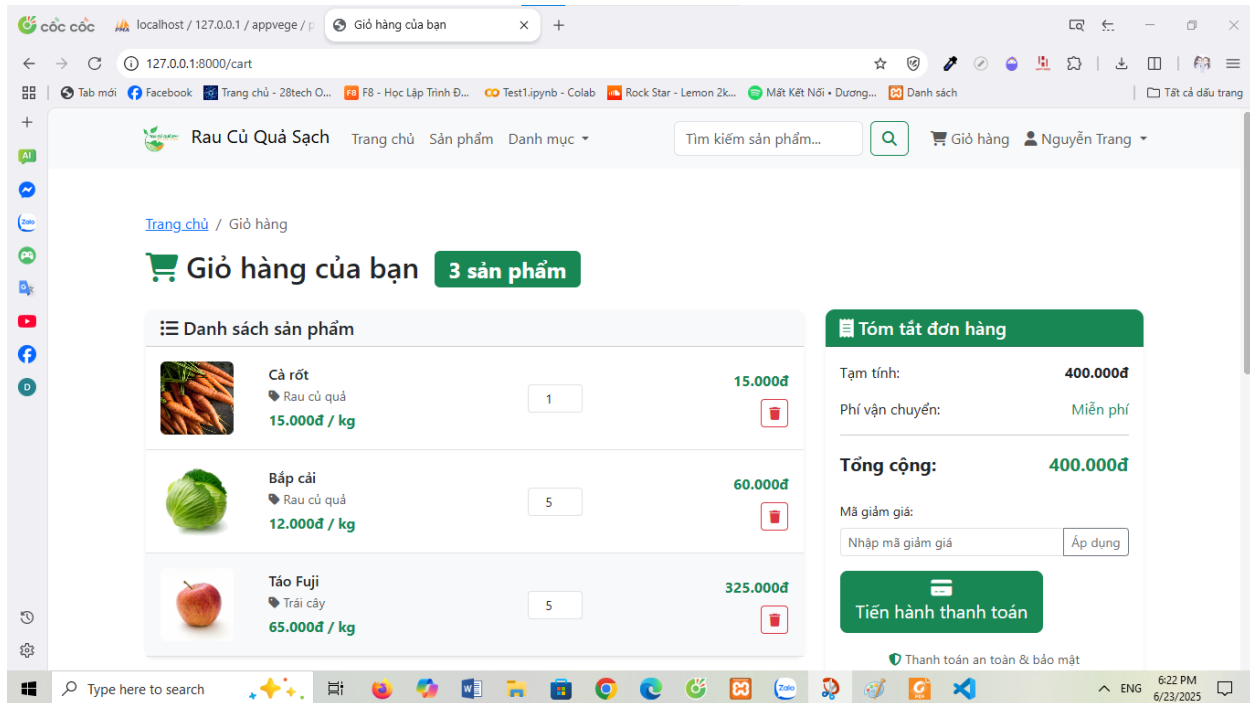 cốc cốc
localhost / 127.0.0.1 / appvege / p
Giỏ hàng của bạn
127.0.0.1:8000/cart
Tab mới
Facebook
Trang chủ - 28tech O...
F8 - Học Lập Trình Đ...
Test1.ipynb - Colab
Rock Star - Lemon 2k...
Mất Kết Nối • Dương...
Danh sách
Tất cả dấu trang
Rau Củ Quả Sạch
Trang chủ
Sản phẩm
Danh mục
Tìm kiếm sản phẩm...
Giỏ hàng
Nguyễn Trang
Trang chủ / Giỏ hàng
Giỏ hàng của bạn
3 sản phẩm
Danh sách sản phẩm
Cà rốt
Rau củ quả
15.000đ / kg
1
15.000đ
Bắp cải
Rau củ quả
12.000đ / kg
5
60.000đ
Táo Fuji
Trái cây
65.000đ / kg
5
325.000đ
Tóm tắt đơn hàng
Tạm tính: 400.000đ
Phí vận chuyển: Miễn phí
Tổng cộng: 400.000đ
Mã giảm giá:
Nhập mã giảm giá
Áp dụng
Tiến hành thanh toán
Thanh toán an toàn & bảo mật
AI
Zalo
D
Type here to search
Zalo
ENG
6:22 PM
6/23/2025